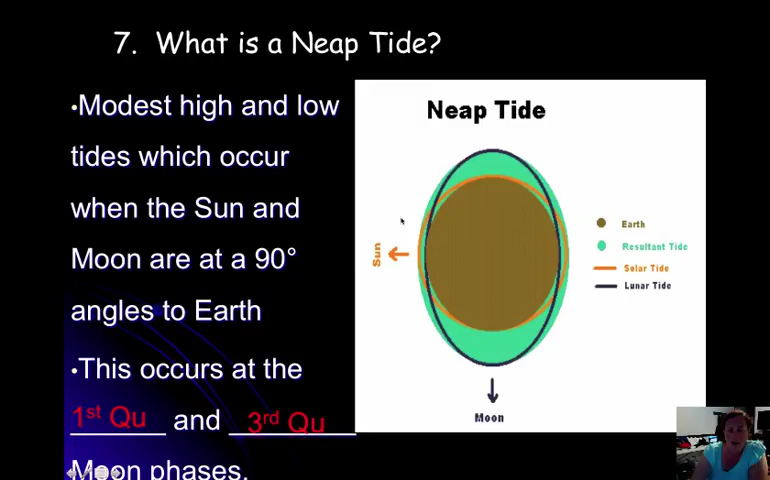 7. What is a Neap Tide?
•Modest high and low
tides which occur
when the Sun and
Moon are at a 90°
angles to Earth
•This occurs at the
1st Qu and 3rd Qu
Moon phases.
Neap Tide
Sun
Earth
Resultant Tide
Solar Tide
Lunar Tide
Moon